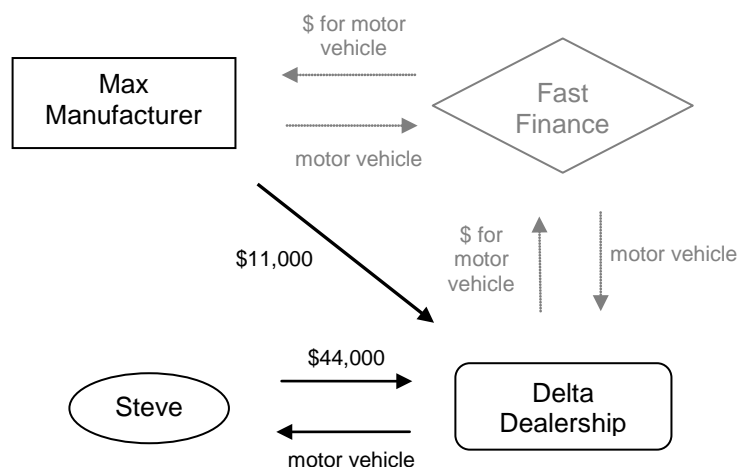 $ for motor
vehicle
Max
Manufacturer
Fast
Finance
motor vehicle
$11,000
$ for
motor
vehicle
motor vehicle
$44,000
Steve
Delta
Dealership
motor vehicle